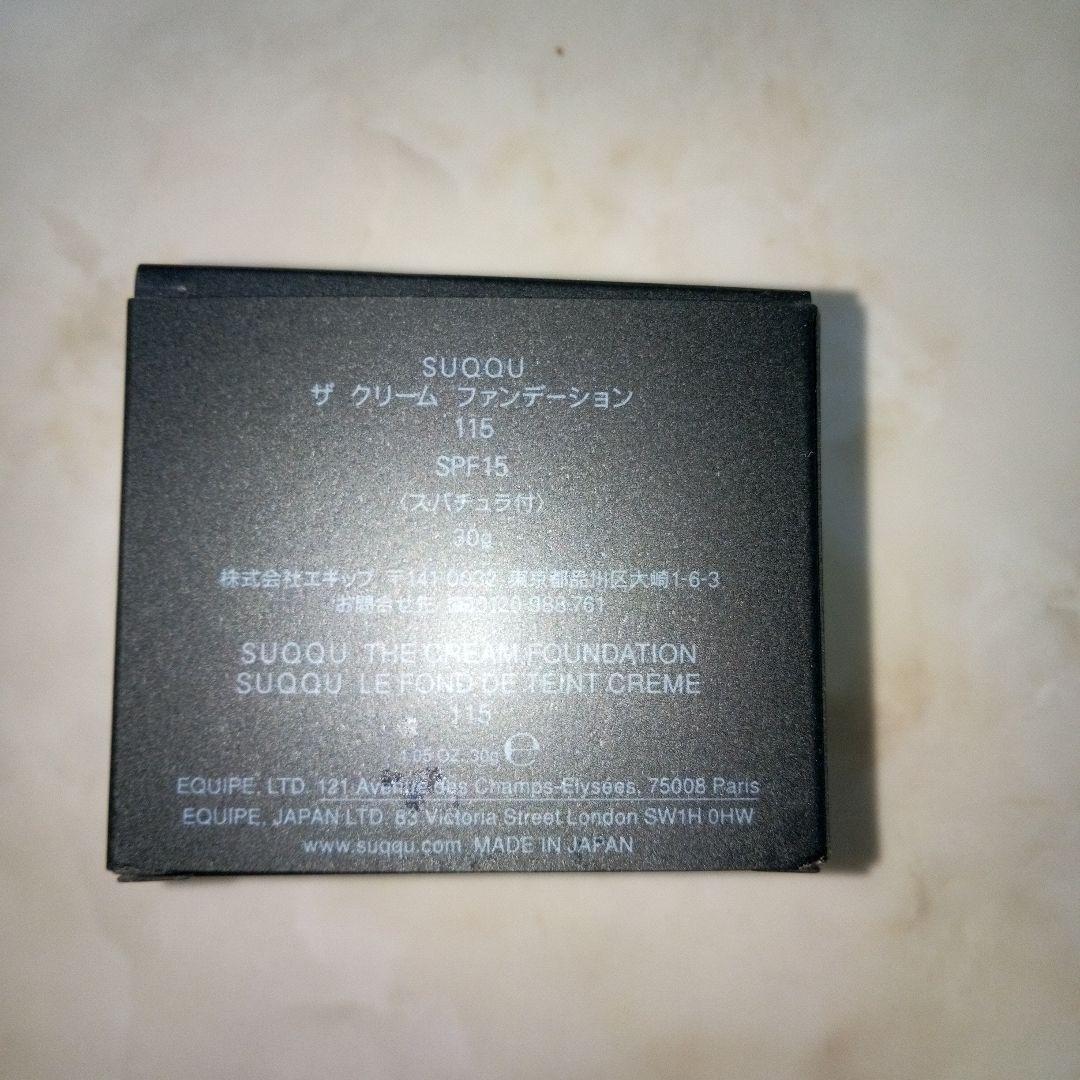 SUQQU
ザ クリーム ファンデーション
115
SPF15
〈スパチュラ付〉
30g
株式会社エキップ 〒141-0032 東京都品川区大崎1-6-3
お問合せ先 ☎0120-988-761
SUQQU THE CREAM FOUNDATION
SUQQU LE FOND DE TEINT CRÈME
115
1.05 OZ. 30g ℮
EQUIPE, LTD. 121 Avenue des Champs-Elysées, 75008 Paris
EQUIPE, JAPAN LTD. 83 Victoria Street London SW1H 0HW
www.suqqu.com MADE IN JAPAN